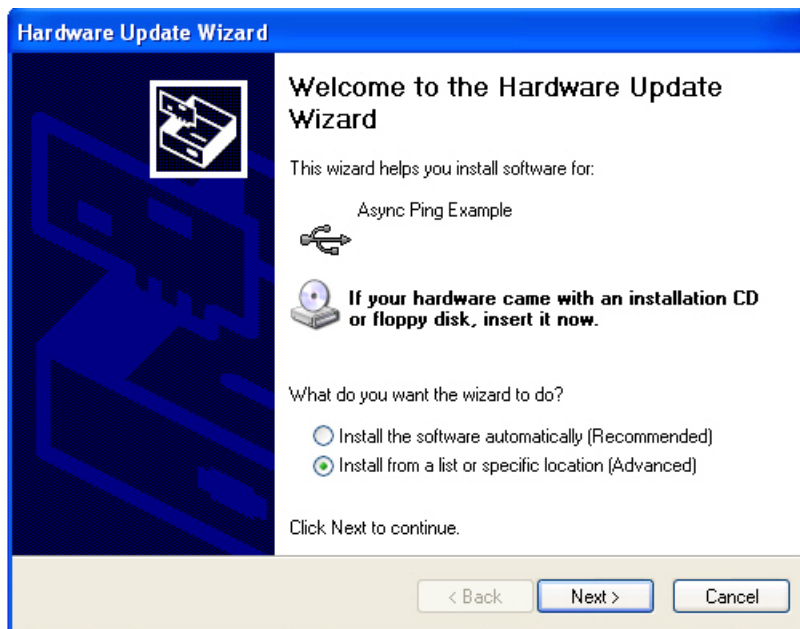 Hardware Update Wizard
Welcome to the Hardware Update
Wizard
This wizard helps you install software for:
Async Ping Example
If your hardware came with an installation CD
or floppy disk, insert it now.
What do you want the wizard to do?
Install the software automatically (Recommended)
Install from a list or specific location (Advanced)
Click Next to continue.
< Back
Next >
Cancel